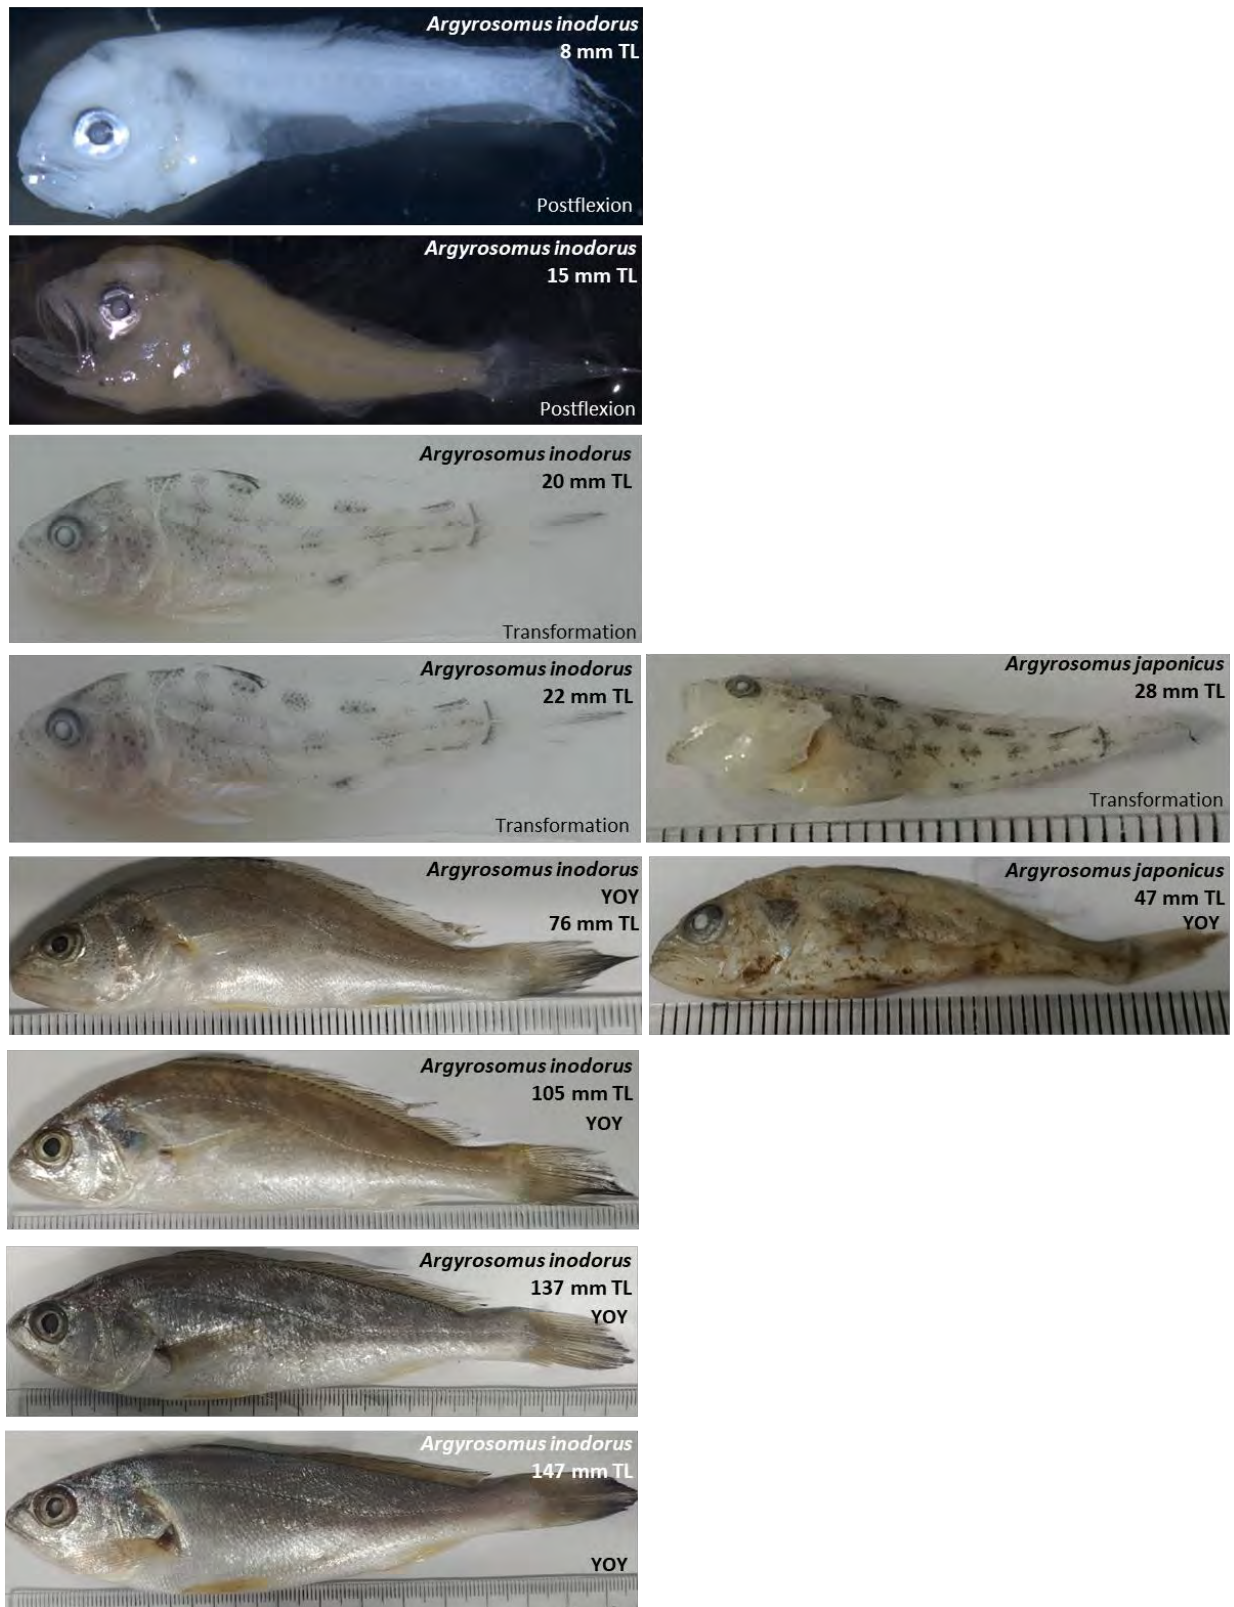 Argyrosomus inodorus
8 mm TL
Postflexion
Argyrosomus inodorus
15 mm TL
Postflexion
Argyrosomus inodorus
20 mm TL
Transformation
Argyrosomus inodorus
22 mm TL
Transformation
Argyrosomus japonicus
28 mm TL
Transformation
Argyrosomus inodorus
YOY
76 mm TL
Argyrosomus japonicus
47 mm TL
YOY
Argyrosomus inodorus
105 mm TL
YOY
Argyrosomus inodorus
137 mm TL
YOY
Argyrosomus inodorus
147 mm TL
YOY